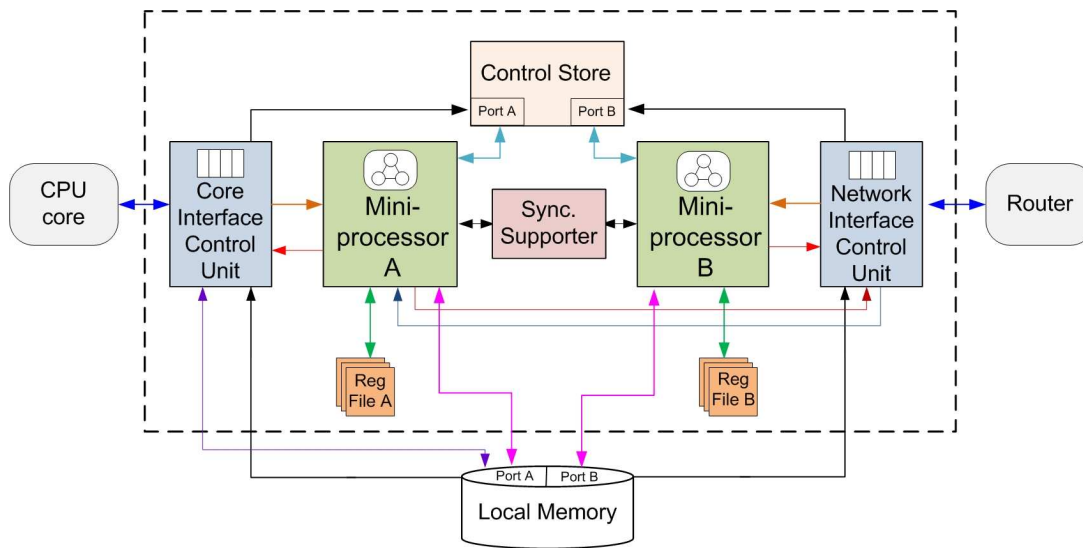 Control Store
Port A
Port B
CPU
core
Core
Interface
Control
Unit
Mini-
processor
A
Sync.
Supporter
Mini-
processor
B
Network
Interface
Control
Unit
Router
Reg
File A
Reg
File B
Port A
Port B
Local Memory